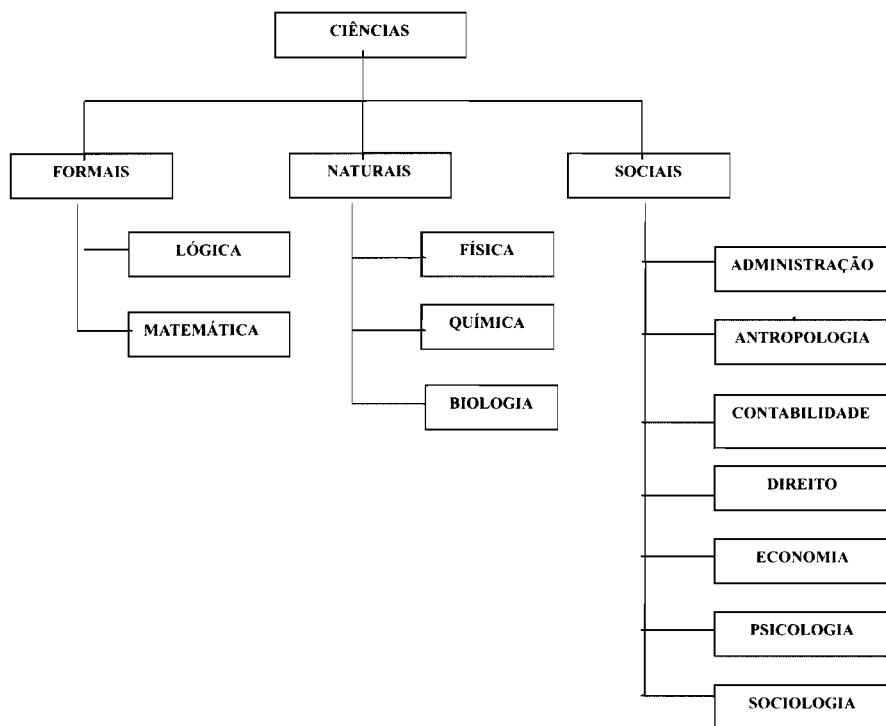 CIÊNCIAS
FORMAIS
NATURAIS
SOCIAIS
LÓGICA
MATEMÁTICA
FÍSICA
QUÍMICA
BIOLOGIA
ADMINISTRAÇÃO
ANTROPOLOGIA
CONTABILIDADE
DIREITO
ECONOMIA
PSICOLOGIA
SOCIOLOGIA